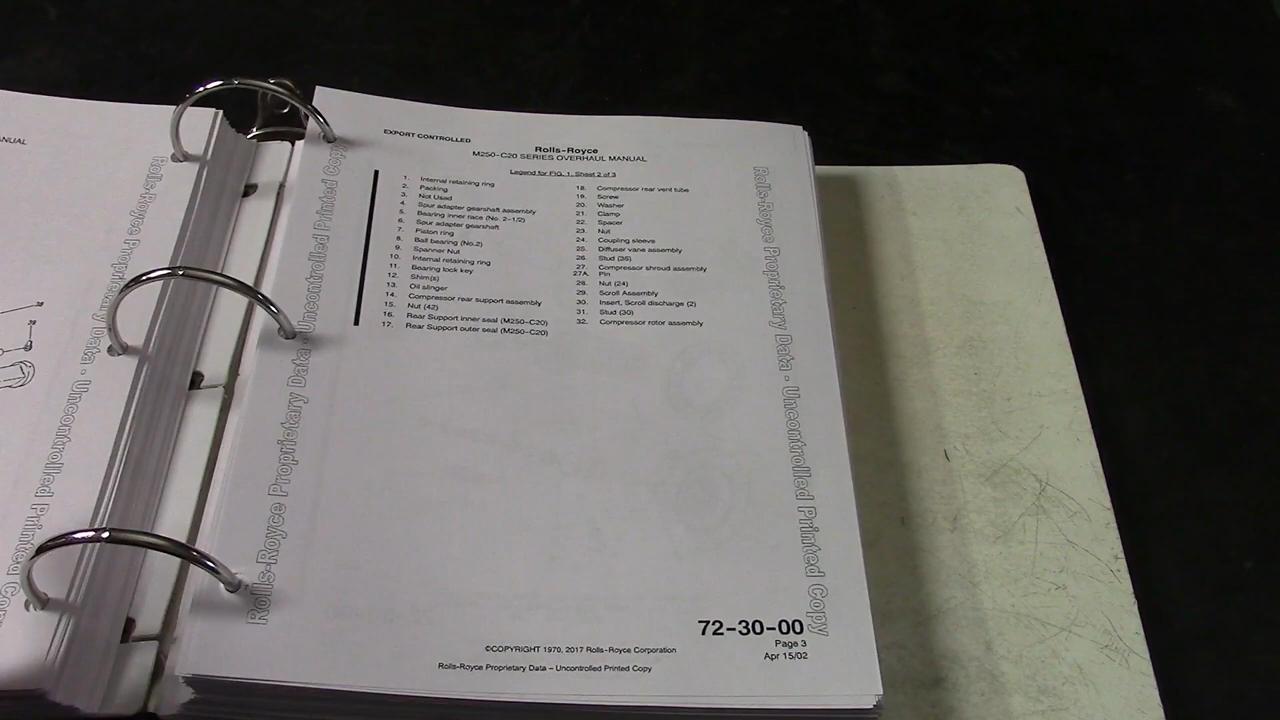 ANUAL
Rolls-Royce Proprietary Data - Uncontrolled Printed Copy
EXPORT CONTROLLED
Rolls-Royce
M250-C20 SERIES OVERHAUL MANUAL
Legend for FIG. 1, Sheet 2 of 3
1. Internal retaining ring
2. Packing
3. Not Used
4. Spur adapter gearshaft assembly
5. Bearing inner race (No. 2-1/2)
6. Spur adapter gearshaft
7. Piston ring
8. Ball bearing (No.2)
9. Spanner Nut
10. Internal retaining ring
11. Bearing lock key
12. Shim(s)
13. Oil slinger
14. Compressor rear support assembly
15. Nut (42)
16. Rear Support inner seal (M250-C20)
17. Rear Support outer seal (M250-C20)
18. Compressor rear vent tube
19. Screw
20. Washer
21. Clamp
22. Spacer
23. Nut
24. Coupling sleeve
25. Diffuser vane assembly
26. Stud (36)
27. Compressor shroud assembly
27A. Pin
28. Nut (24)
29. Scroll Assembly
30. Insert, Scroll discharge (2)
31. Stud (30)
32. Compressor rotor assembly
Rolls-Royce Proprietary Data - Uncontrolled Printed Copy
Rolls-Royce Proprietary Data - Uncontrolled Printed Copy
72-30-00
Page 3
Apr 15/02
©COPYRIGHT 1970, 2017 Rolls-Royce Corporation
Rolls-Royce Proprietary Data - Uncontrolled Printed Copy